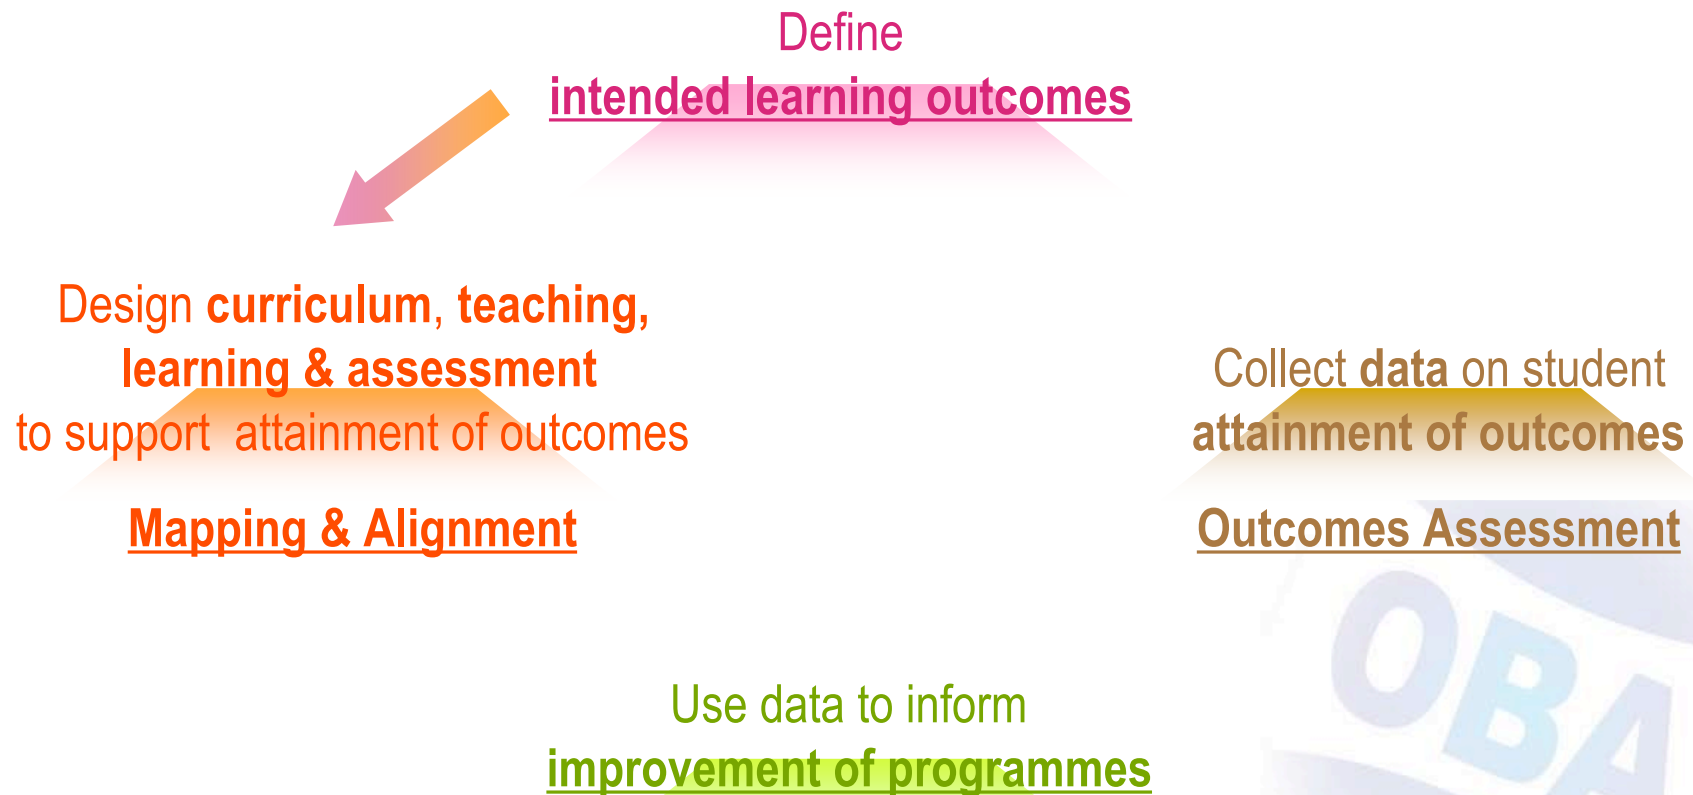 Define
intended learning outcomes
Design curriculum, teaching,
learning & assessment
to support  attainment of outcomes
Mapping & Alignment
Collect data on student
attainment of outcomes
Outcomes Assessment
Use data to inform
improvement of programmes
OBA